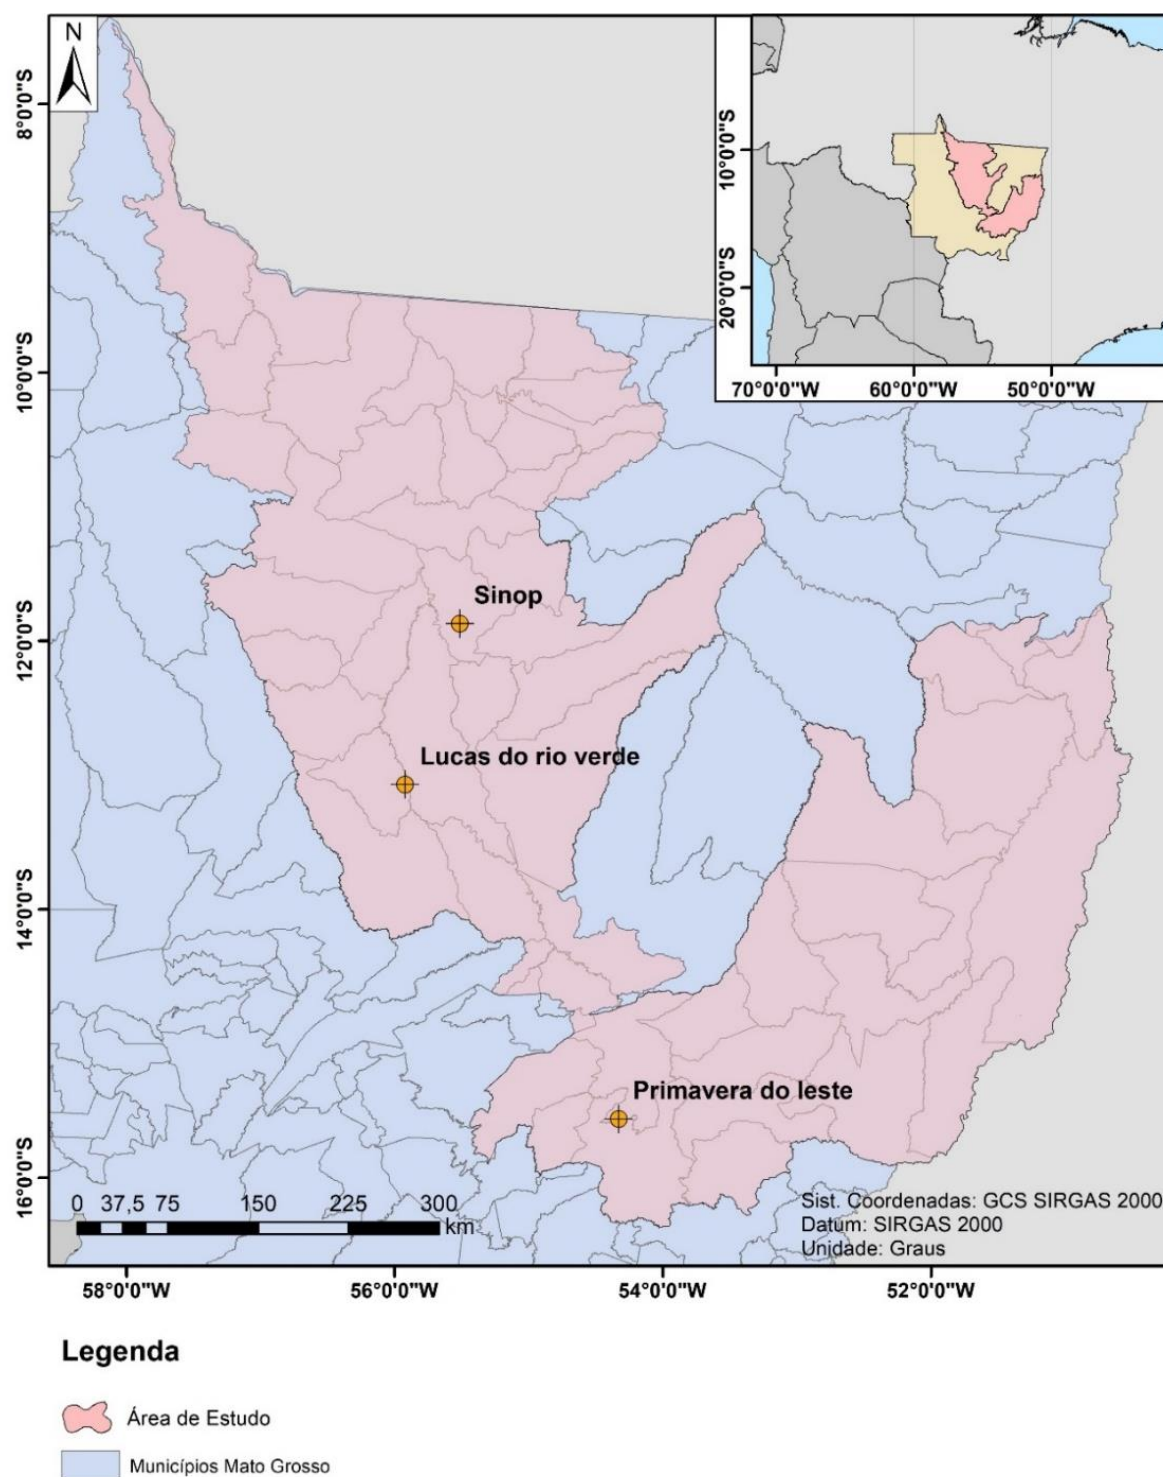 N
8°0'0"S
10°0'0"S
12°0'0"S
14°0'0"S
16°0'0"S
10°0'0"S
20°0'0"S
70°0'0"W
60°0'0"W
50°0'0"W
Sinop
Lucas do rio verde
Primavera do leste
0 37,5 75 150 225 300
km
Sist. Coordenadas: GCS SIRGAS 2000
Datum: SIRGAS 2000
Unidade: Graus
58°0'0"W
56°0'0"W
54°0'0"W
52°0'0"W
Legenda
Área de Estudo
Municípios Mato Grosso